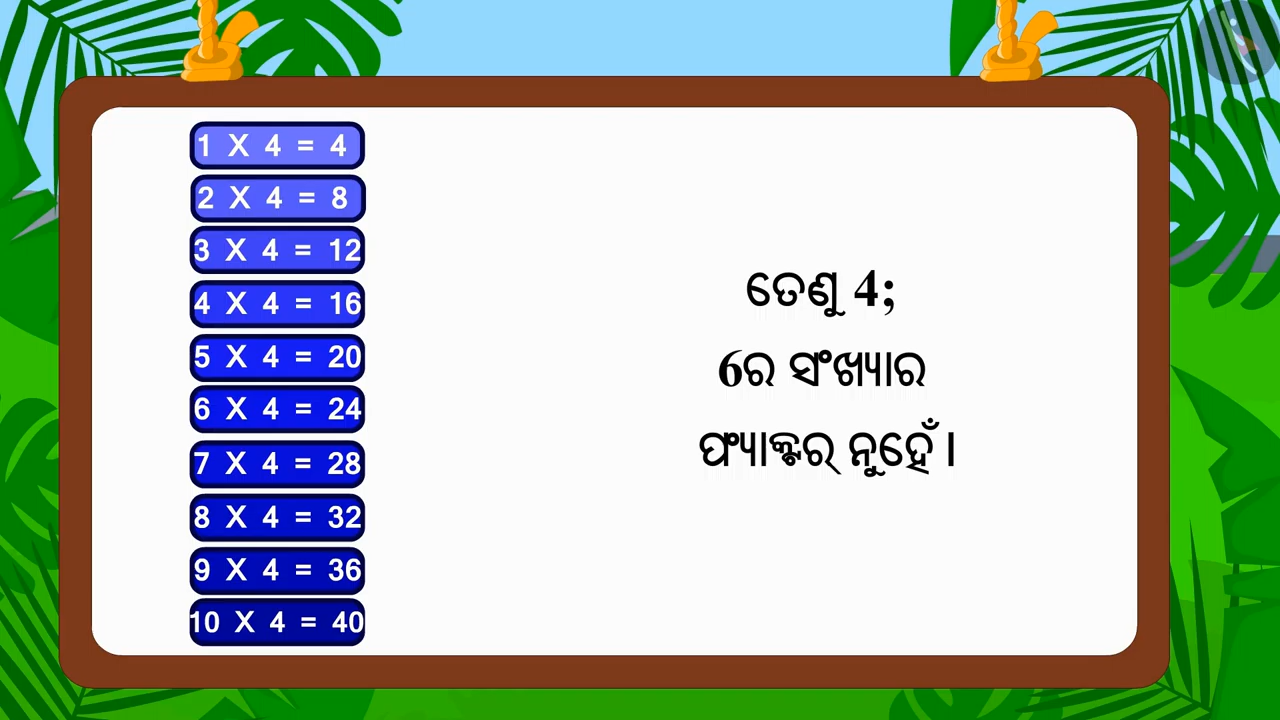 1 X 4 = 4
2 X 4 = 8
3 X 4 = 12
4 X 4 = 16
5 X 4 = 20
6 X 4 = 24
7 X 4 = 28
8 X 4 = 32
9 X 4 = 36
10 X 4 = 40
ତେଣୁ 4;
6ର ସଂଖ୍ୟାର
ଫ୍ୟାକ୍ଟର୍ ନୁହେଁ ।